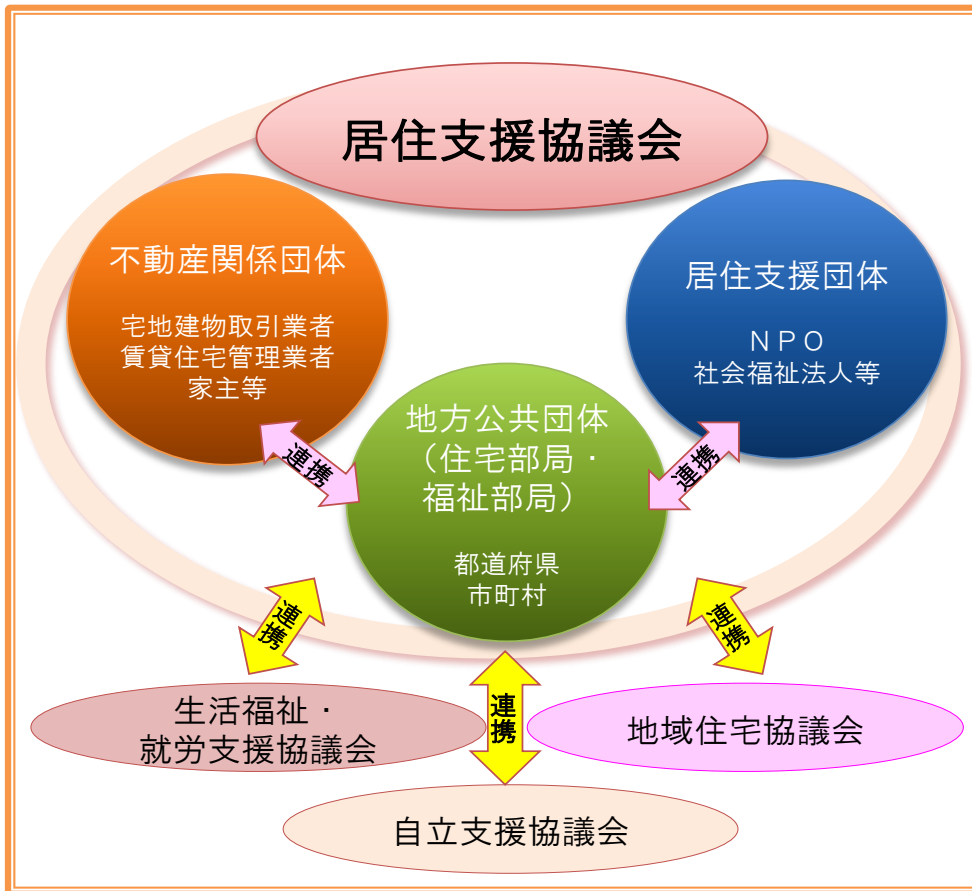 居住支援協議会
不動産関係団体
宅地建物取引業者
賃貸住宅管理業者
家主等
居住支援団体
ＮＰＯ
社会福祉法人等
地方公共団体
（住宅部局・
福祉部局）
都道府県
市町村
連携
連携
連携
連携
連携
生活福祉・
就労支援協議会
地域住宅協議会
自立支援協議会